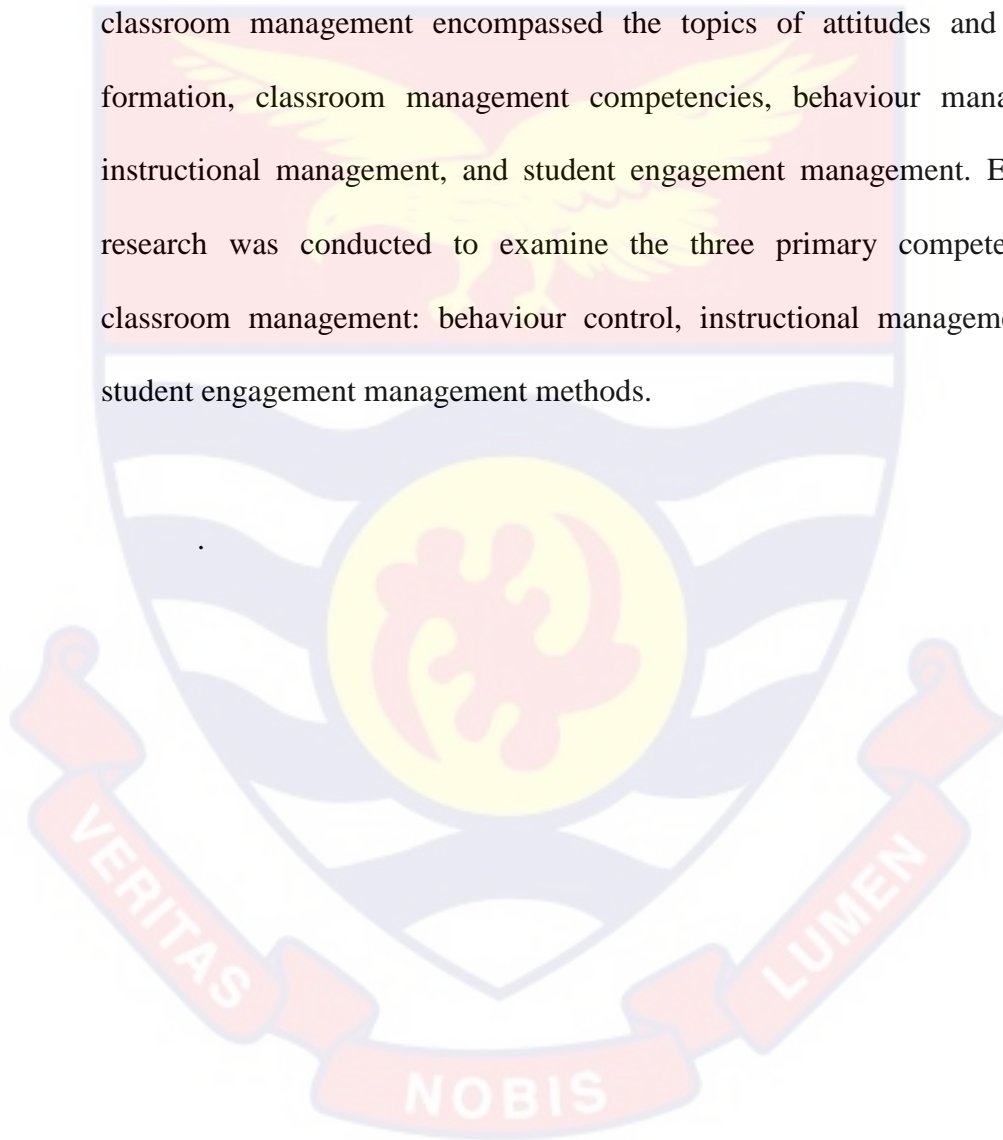 classroom management encompassed the topics of attitudes and
formation, classroom management competencies, behaviour mana
instructional management, and student engagement management. E
research was conducted to examine the three primary compete
classroom management: behaviour control, instructional manageme
student engagement management methods.
.
VERITAS
NOBIS
LUMEN